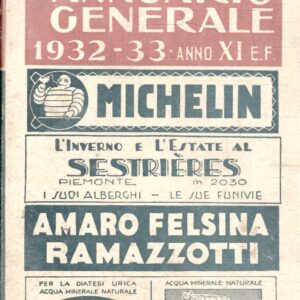 ANNUARIO
GENERALE
1932-33-ANNO XI E.F.
MICHELIN
L'INVERNO E L'ESTATE AL
SESTRIÈRES
PIEMONTE m. 2030
I SUOI ALBERGHI - LE SUE FUNIVIE
AMARO FELSINA
RAMAZZOTTI
PER LA DIATESI URICA
ACQUA MINERALE NATURALE
ACQUA MINERALE NATURALE